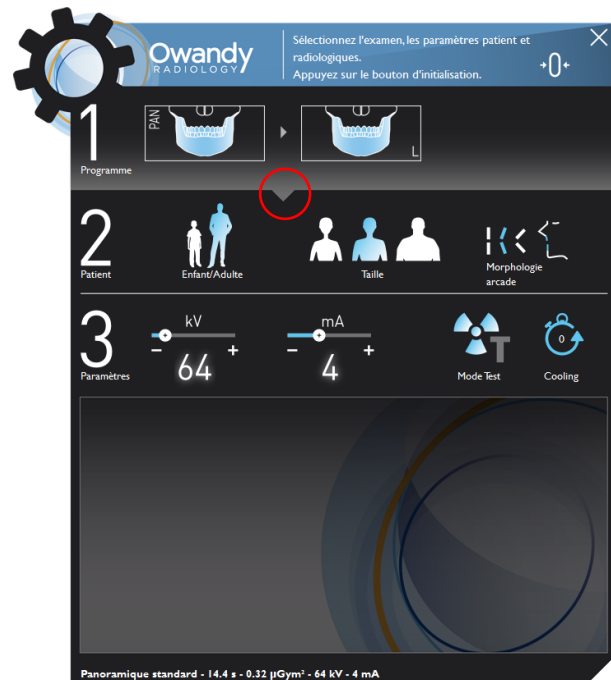 Owandy
RADIOLOGY
Sélectionnez l'examen, les paramètres patient et
radiologiques.
Appuyez sur le bouton d'initialisation.
0
1
Programme
PAN
L
2
Patient
Enfant/Adulte
Taille
Morphologie
arcade
3
Paramètres
kV
- +
64
mA
- +
4
T
Mode Test
0
Cooling
Panoramique standard - 14.4 s - 0.32 µGym² - 64 kV - 4 mA